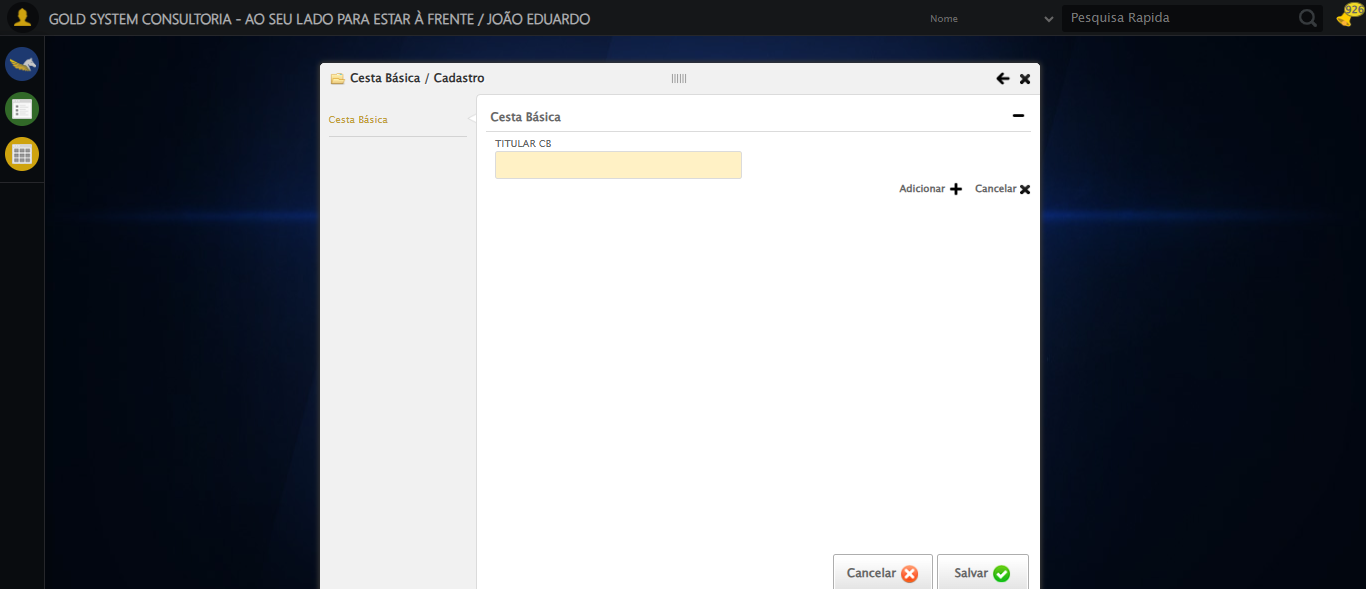 GOLD SYSTEM CONSULTORIA - AO SEU LADO PARA ESTAR À FRENTE / JOÃO EDUARDO
Nome
Pesquisa Rapida
926
Cesta Básica / Cadastro
Cesta Básica
Cesta Básica
TITULAR CB
Adicionar
Cancelar
Cancelar
Salvar